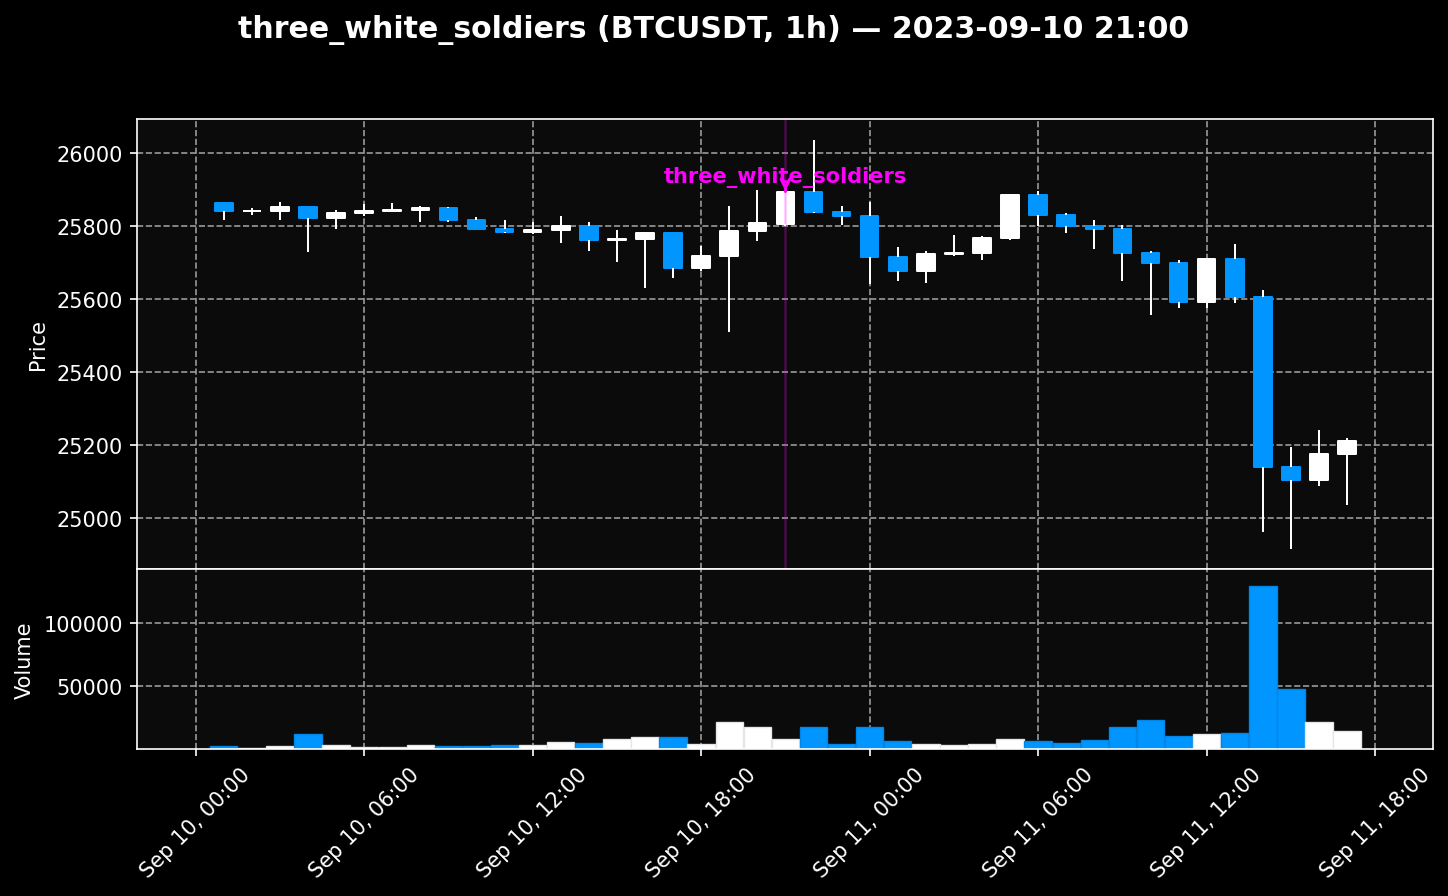 three_white_soldiers (BTCUSDT, 1h) — 2023-09-10 21:00
26000
three_white_soldiers
25800
25600
Price
25400
25200
25000
100000
Volume
50000
Sep 10, 00:00
Sep 10, 06:00
Sep 10, 12:00
Sep 10, 18:00
Sep 11, 00:00
Sep 11, 06:00
Sep 11, 12:00
Sep 11, 18:00